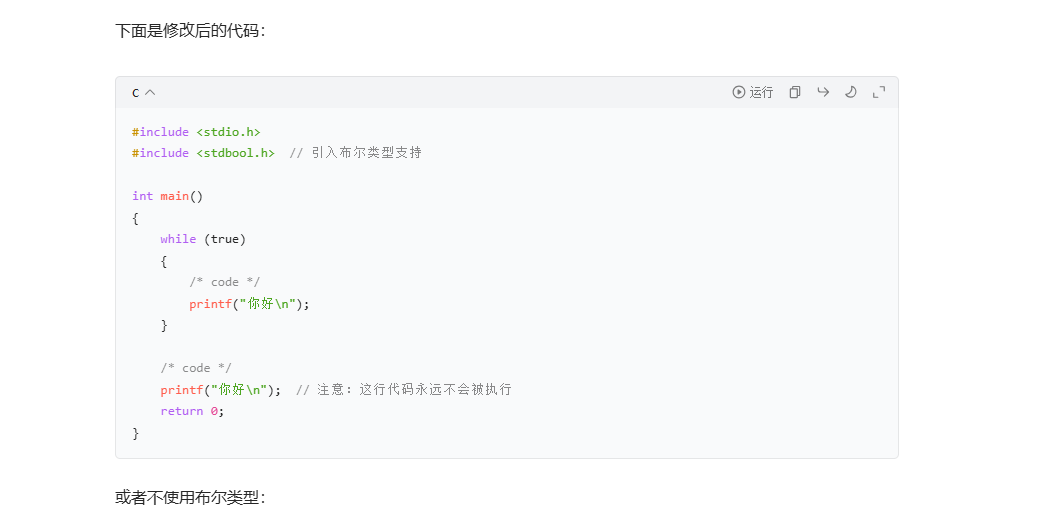 下面是修改后的代码：
C
运行
#include <stdio.h>
#include <stdbool.h>  // 引入布尔类型支持
int main()
{
    while (true)
    {
        /* code */
        printf("你好\n");
    }
    /* code */
    printf("你好\n");  // 注意：这行代码永远不会被执行
    return 0;
}
或者不使用布尔类型：